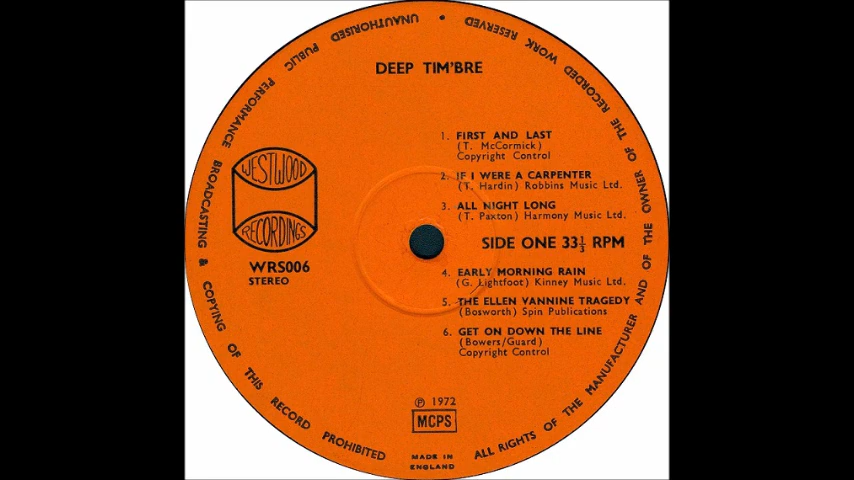 DEEP TIM'BRE
1. FIRST AND LAST
(T. McCormick)
Copyright Control
2. IF I WERE A CARPENTER
(T. Hardin) Robbins Music Ltd.
3. ALL NIGHT LONG
(T. Paxton) Harmony Music Ltd.
WESTWOOD
RECORDINGS
SIDE ONE 33⅓ RPM
WRS006
STEREO
4. EARLY MORNING RAIN
(G. Lightfoot) Kinney Music Ltd.
5. THE ELLEN VANNINE TRAGEDY
(Bosworth) Spin Publications
6. GET ON DOWN THE LINE
(Bowers/Guard)
Copyright Control
℗ 1972
MCPS
MADE IN
ENGLAND
ALL RIGHTS OF THE MANUFACTURER AND OF THE OWNER OF THE RECORDED WORK RESERVED • UNAUTHORISED PUBLIC PERFORMANCE BROADCASTING & COPYING OF THIS RECORD PROHIBITED